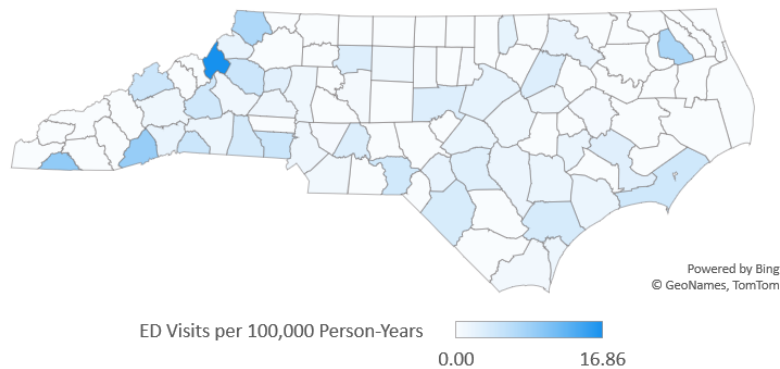 Powered by Bing
© GeoNames, TomTom
ED Visits per 100,000 Person-Years
0.00
16.86